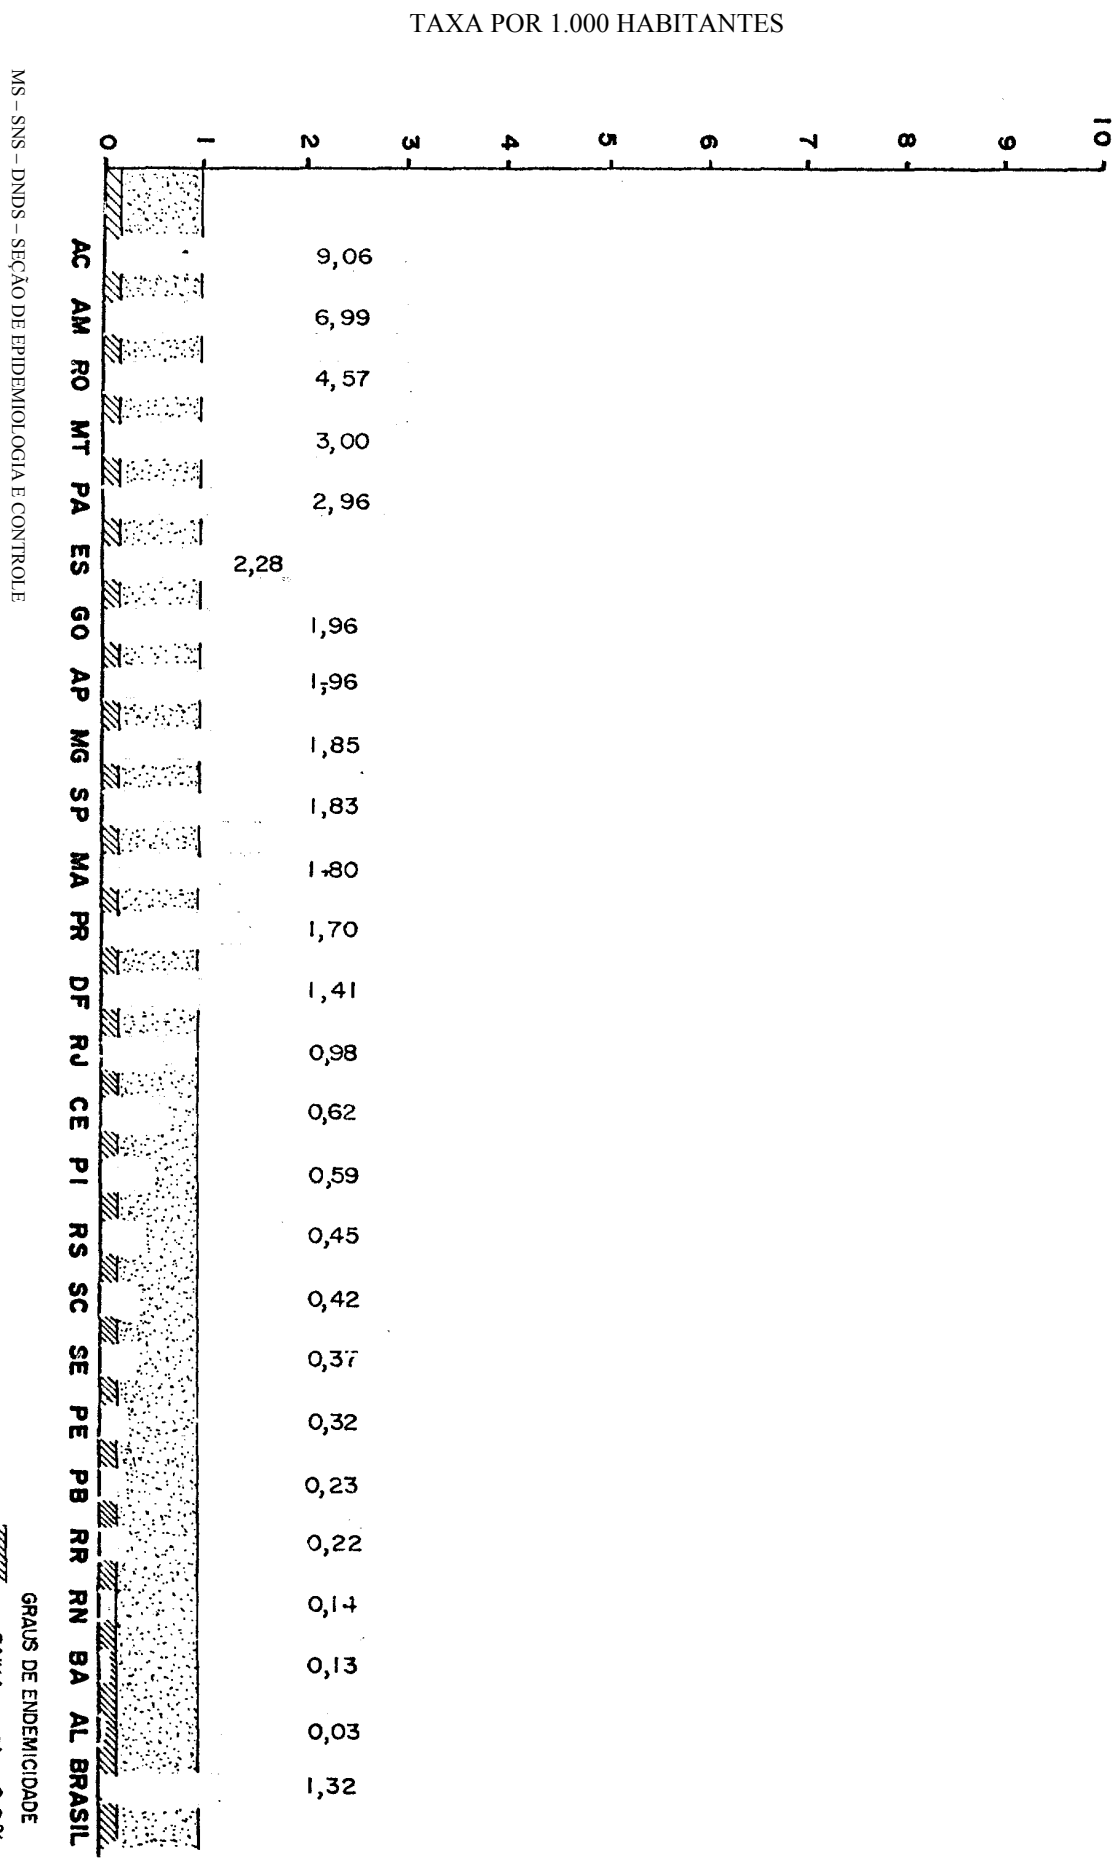 TAXA POR 1.000 HABITANTES
10
9
8
7
6
5
4
3
2
1
0
AC 9,06
AM 6,99
RO 4,57
MT 3,00
PA 2,96
ES 2,28
GO 1,96
AP 1,96
MG 1,85
SP 1,83
MA 1,80
PR 1,70
DF 1,41
RJ 0,98
CE 0,62
PI 0,59
RS 0,45
SC 0,42
SE 0,37
PE 0,32
PB 0,23
RR 0,22
RN 0,14
BA 0,13
AL 0,03
BRASIL 1,32
GRAUS DE ENDEMICIDADE
MS – SNS – DNDS – SEÇÃO DE EPIDEMIOLOGIA E CONTROLE